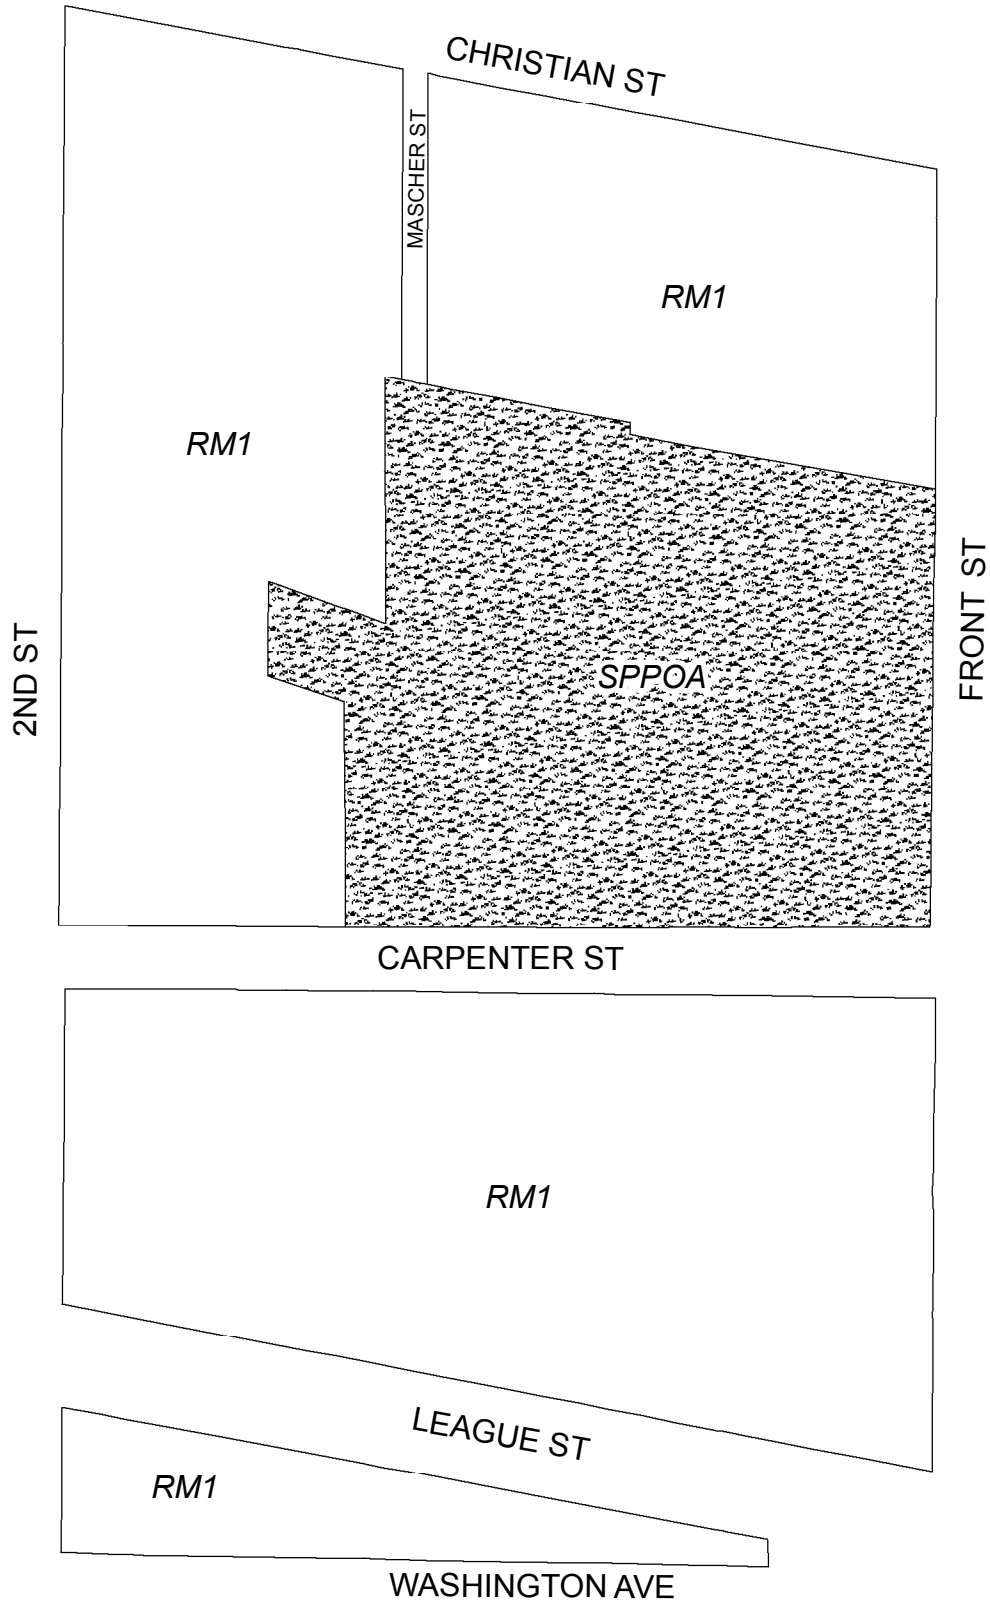 CHRISTIAN ST
MASCHER ST
RM1
RM1
FRONT ST
2ND ST
SPPOA
CARPENTER ST
RM1
LEAGUE ST
RM1
WASHINGTON AVE